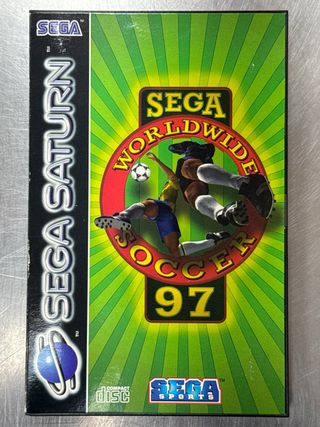 SEGA
SEGA SATURN
SEGA
WORLDWIDE
SOCCER
97
COMPACT
disc
SEGA
SPORTS